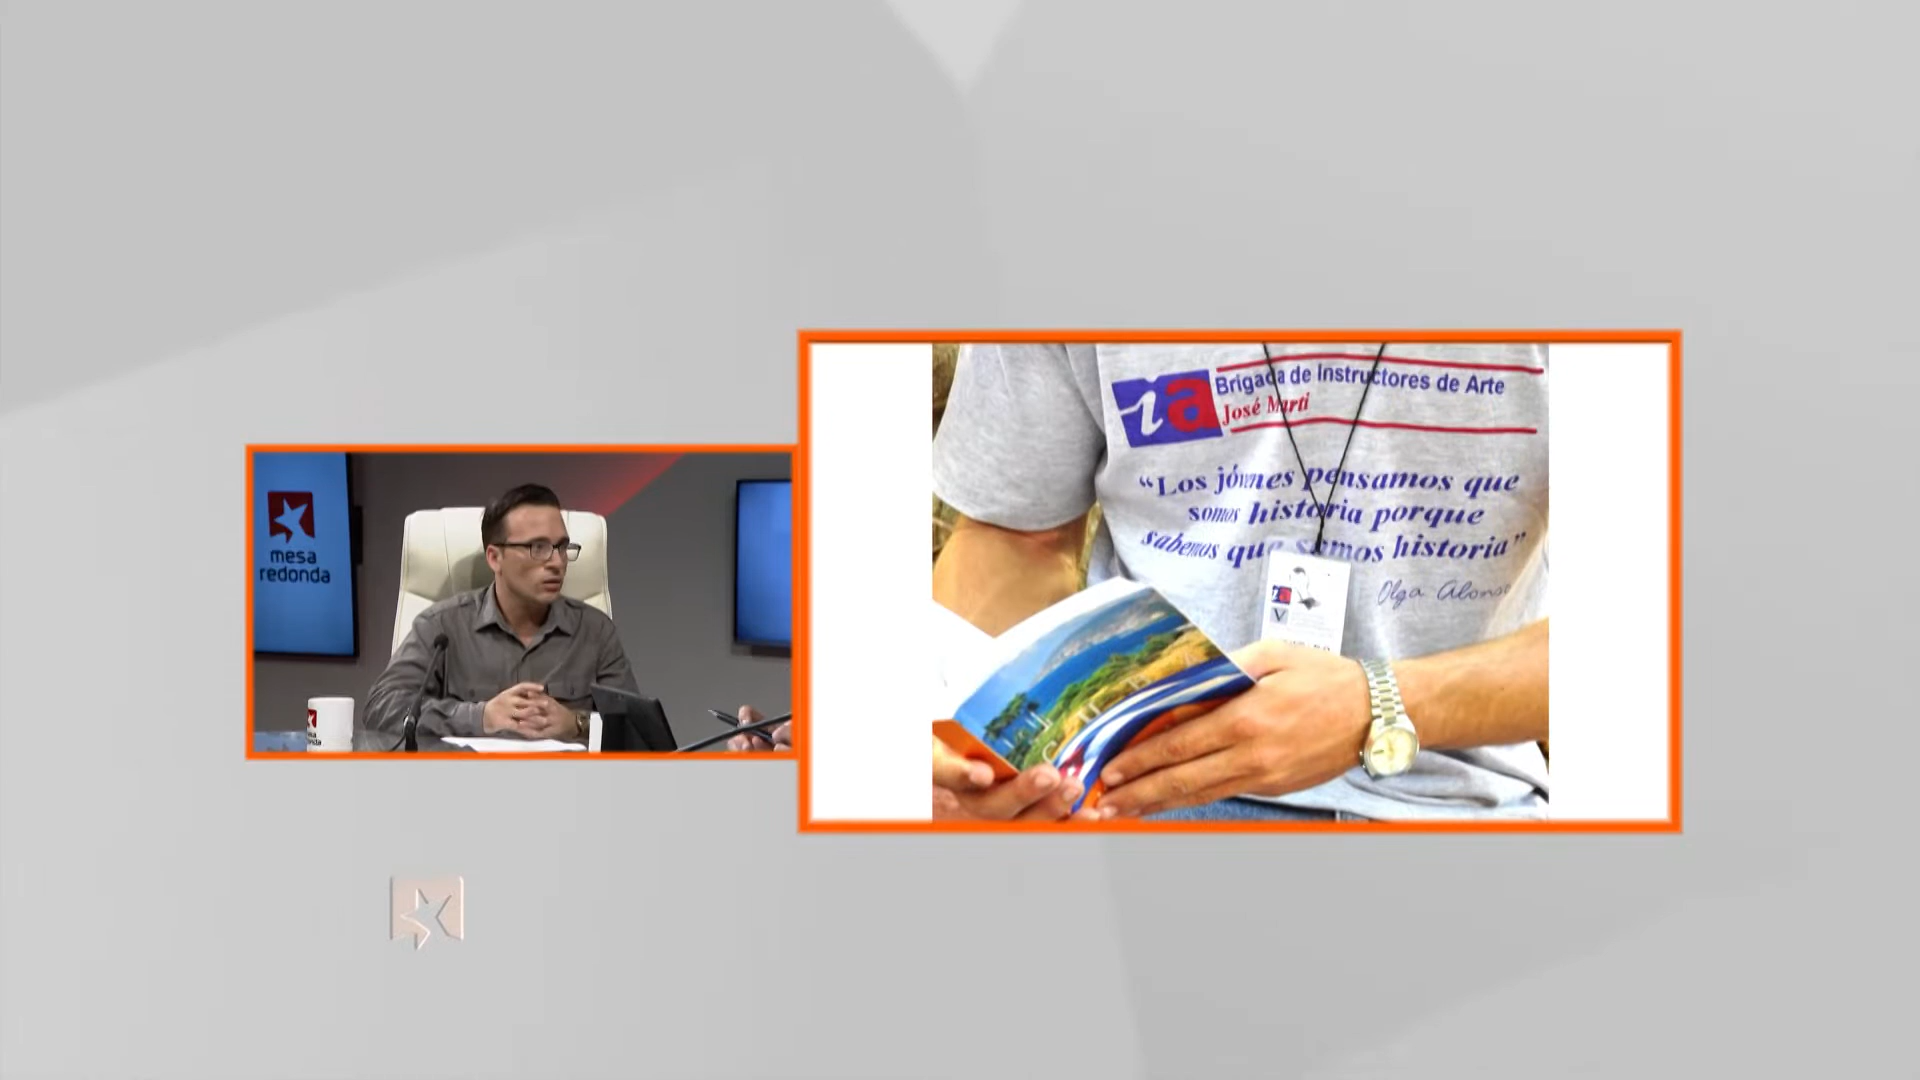 mesa
redonda
ia
Brigada de Instructores de Arte
José Martí
“Los jóvenes pensamos que
somos historia porque
sabemos que somos historia”
Olga Alonso
V